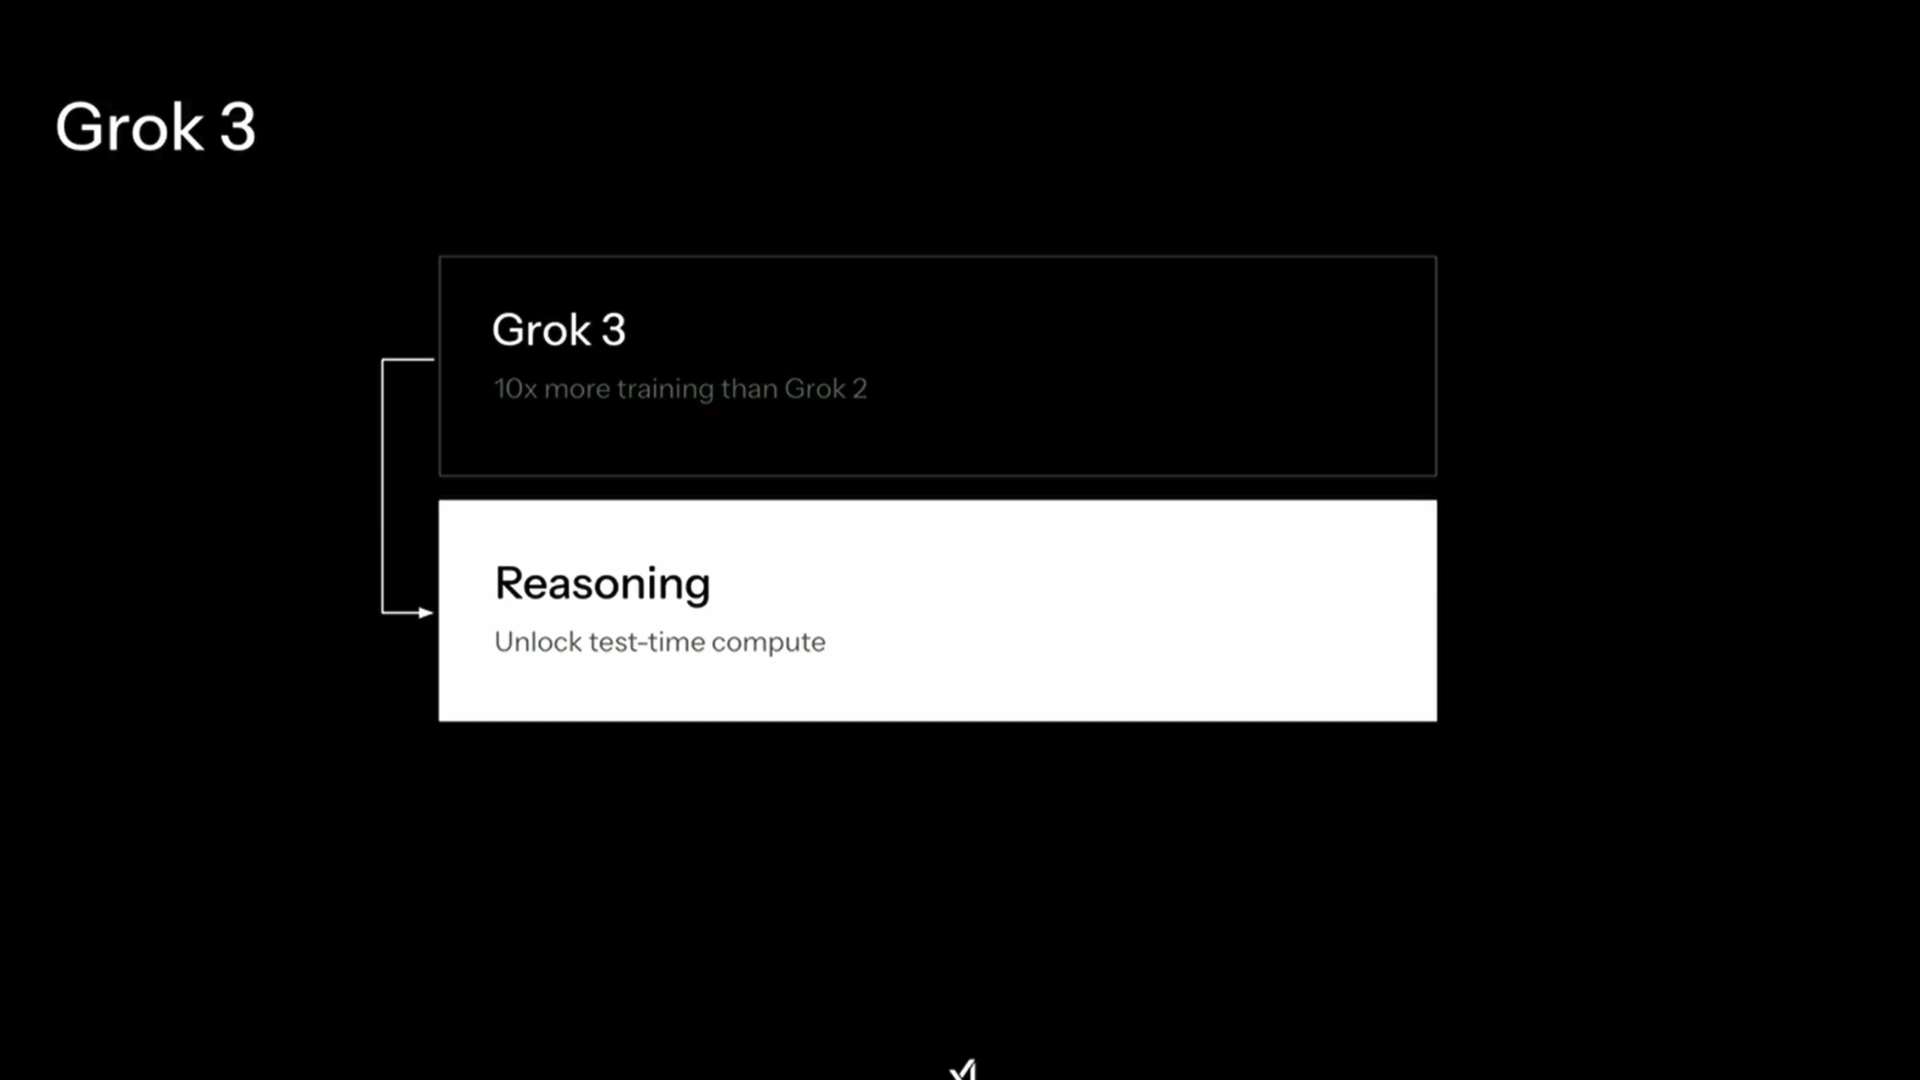 Grok 3
Grok 3
10x more training than Grok 2
Reasoning
Unlock test-time compute